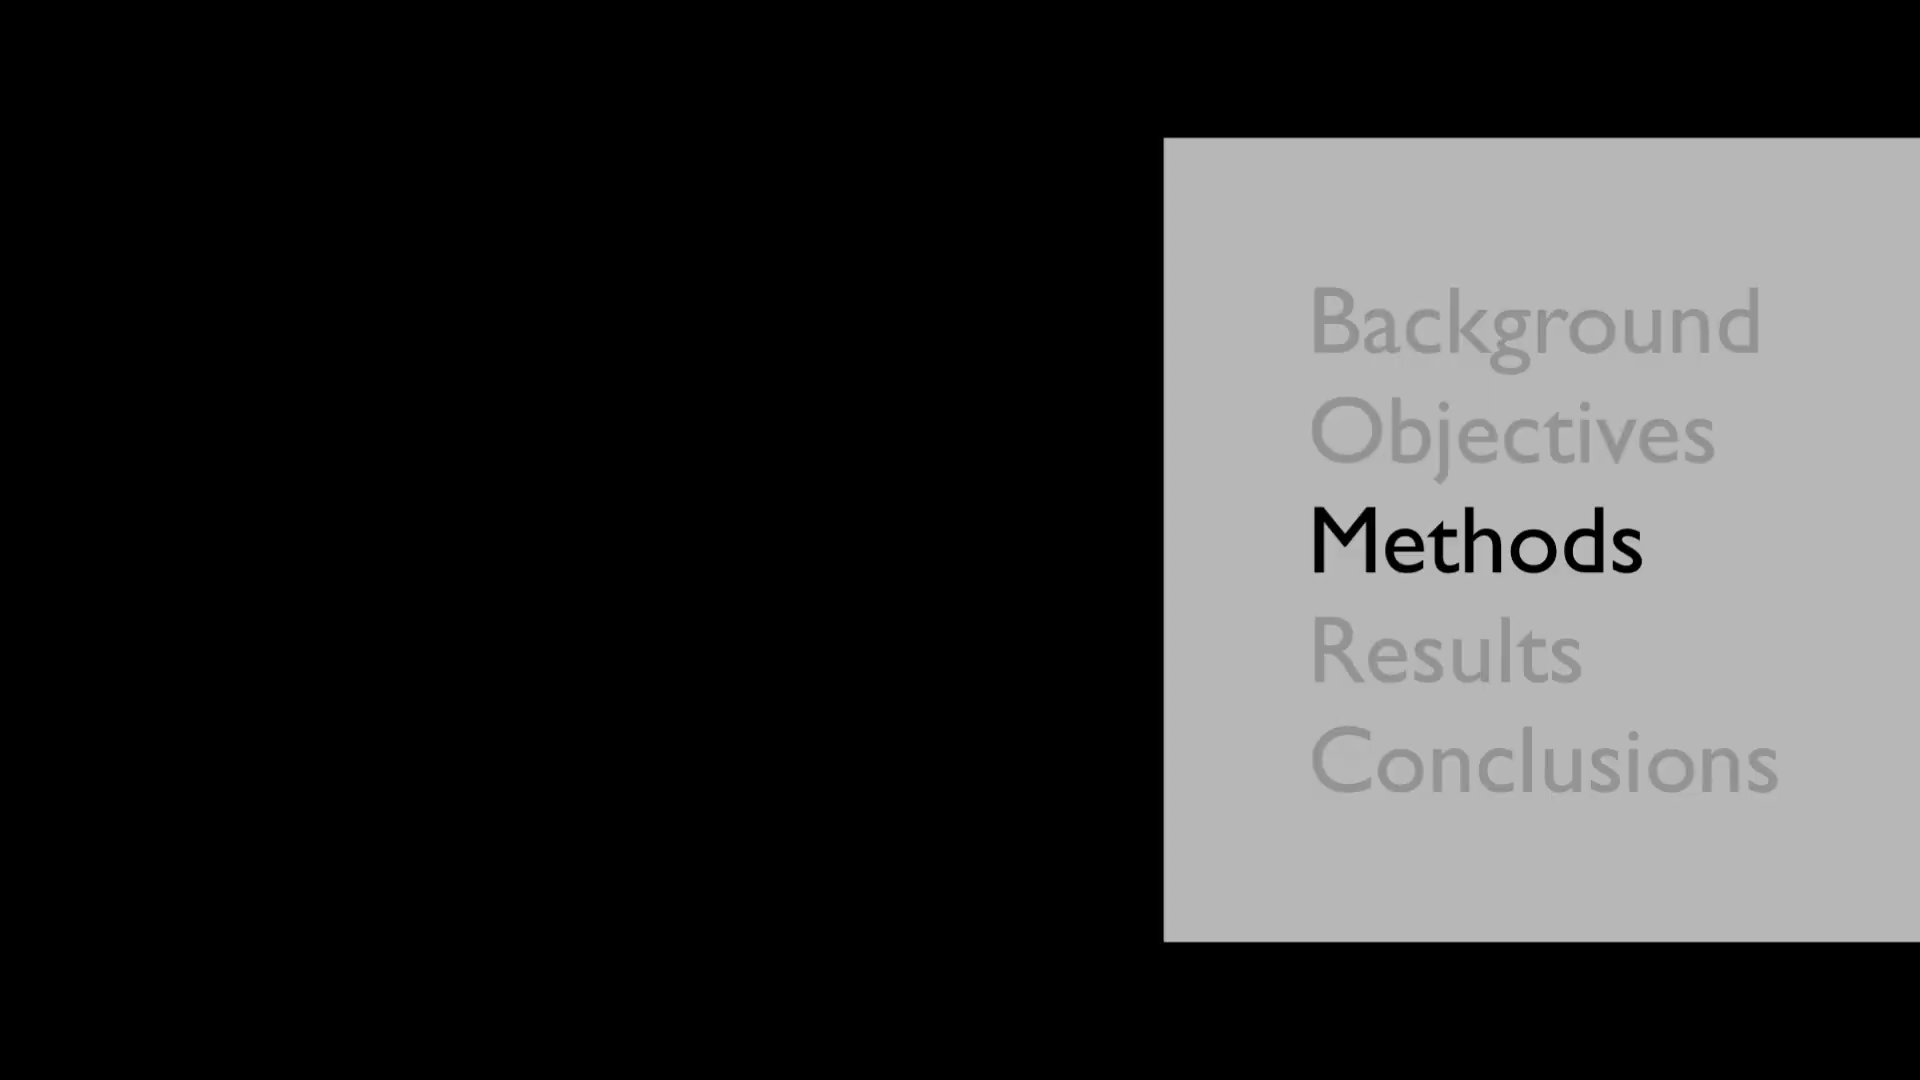 Background
Objectives
Methods
Results
Conclusions